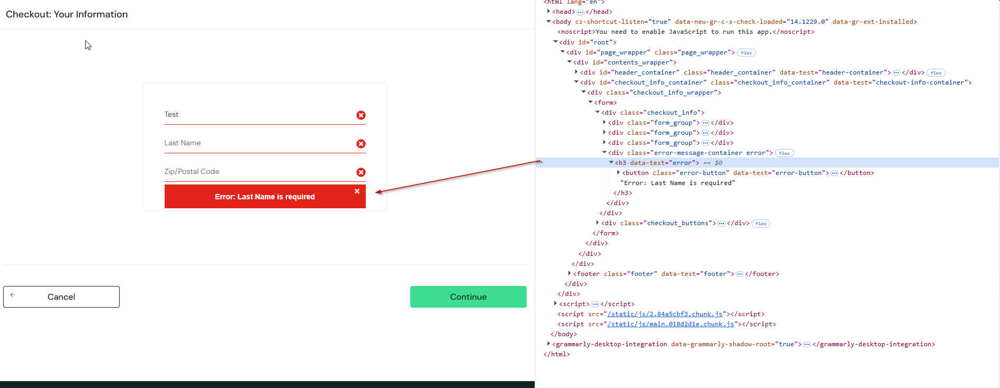 Checkout: Your Information
Test
Last Name
Zip/Postal Code
Error: Last Name is required
Cancel
Continue
<html lang="en">
<head> </head>
<body cz-shortcut-listen="true" data-new-gr-c-s-check-loaded="14.1229.0" data-gr-ext-installed>
<noscript>You need to enable JavaScript to run this app.</noscript>
<div id="root">
<div id="page_wrapper" class="page_wrapper"> flex
<div id="contents_wrapper">
<div id="header_container" class="header_container" data-test="header-container"> </div> flex
<div id="checkout_info_container" class="checkout_info_container" data-test="checkout-info-container">
<div class="checkout_info_wrapper">
<form>
<div class="checkout_info">
<div class="form_group"> </div>
<div class="form_group"> </div>
<div class="form_group"> </div>
<div class="error-message-container error"> flex
<h3 data-test="error"> == $0
<button class="error-button" data-test="error-button"> </button>
"Error: Last Name is required"
</h3>
</div>
</div>
<div class="checkout_buttons"> </div> flex
</form>
</div>
</div>
</div>
<footer class="footer" data-test="footer"> </footer>
</div>
</div>
<script> </script>
<script src="/static/js/2.84a5cbf3.chunk.js"></script>
<script src="/static/js/main.018d2d1e.chunk.js"></script>
</body>
<grammarly-desktop-integration data-grammarly-shadow-root="true"> </grammarly-desktop-integration>
</html>